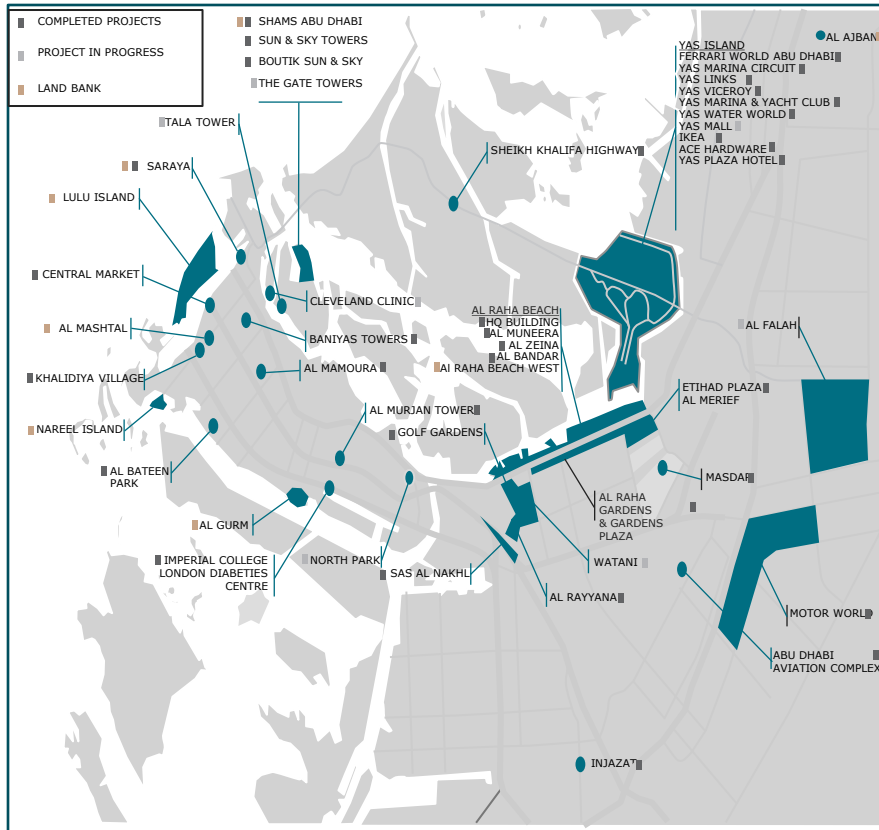 COMPLETED PROJECTS
PROJECT IN PROGRESS
LAND BANK
SHAMS ABU DHABI
SUN & SKY TOWERS
BOUTIK SUN & SKY
THE GATE TOWERS
TALA TOWER
SARAYA
LULU ISLAND
CENTRAL MARKET
AL MASHTAL
KHALIDIYA VILLAGE
NAREEL ISLAND
AL BATEEN
PARK
AL GURM
IMPERIAL COLLEGE
LONDON DIABETIES
CENTRE
CLEVELAND CLINIC
BANIYAS TOWERS
AL MAMOURA
AL MURJAN TOWER
GOLF GARDENS
NORTH PARK
SAS AL NAKHL
SHEIKH KHALIFA HIGHWAY
AL RAHA BEACH
HQ BUILDING
AL MUNEERA
AL ZEINA
AL BANDAR
Al RAHA BEACH WEST
YAS ISLAND
FERRARI WORLD ABU DHABI
YAS MARINA CIRCUIT
YAS LINKS
YAS VICEROY
YAS MARINA & YACHT CLUB
YAS WATER WORLD
YAS MALL
IKEA
ACE HARDWARE
YAS PLAZA HOTEL
AL AJBAN
AL FALAH
ETIHAD PLAZA
AL MERIEF
MASDAR
AL RAHA
GARDENS
& GARDENS
PLAZA
WATANI
AL RAYYANA
MOTOR WORLD
ABU DHABI
AVIATION COMPLEX
INJAZAT